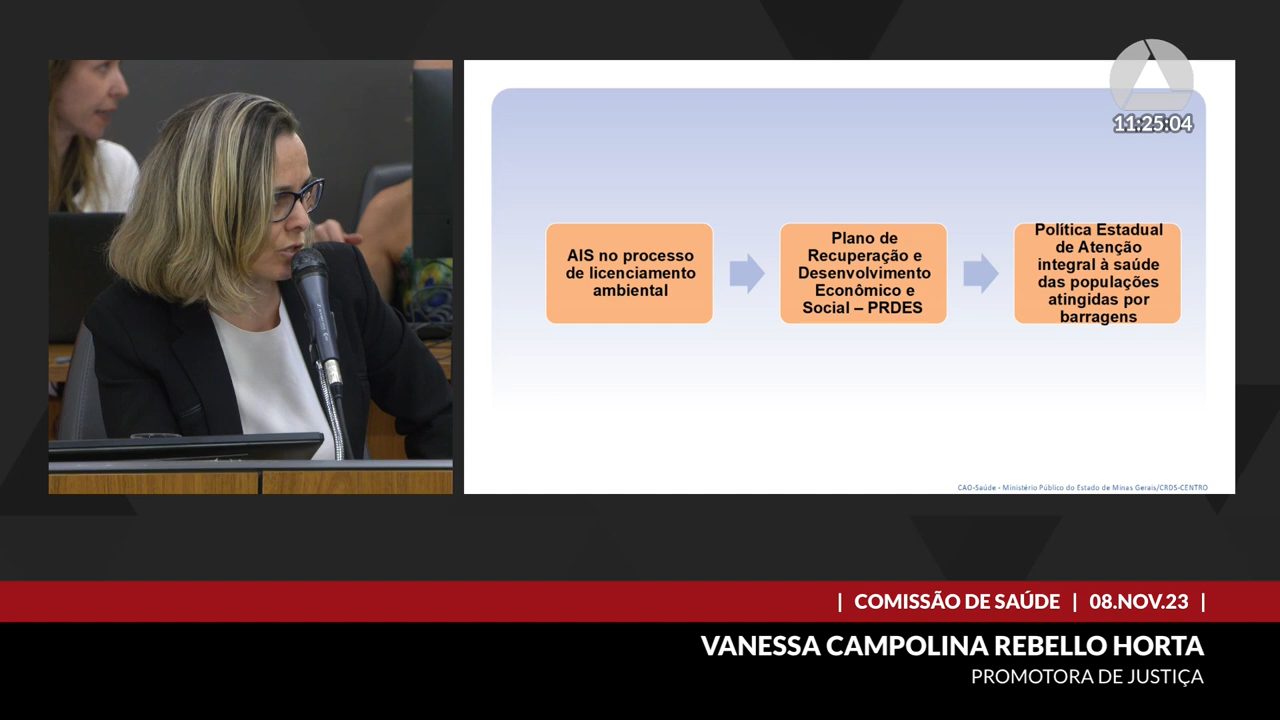 11:25:04
AIS no processo
de licenciamento
ambiental
Plano de
Recuperação e
Desenvolvimento
Econômico e
Social – PRDES
Política Estadual
de Atenção
integral à saúde
das populações
atingidas por
barragens
CAO-Saúde - Ministério Público do Estado de Minas Gerais/CRDS-CENTRO
| COMISSÃO DE SAÚDE | 08.NOV.23 |
VANESSA CAMPOLINA REBELLO HORTA
PROMOTORA DE JUSTIÇA